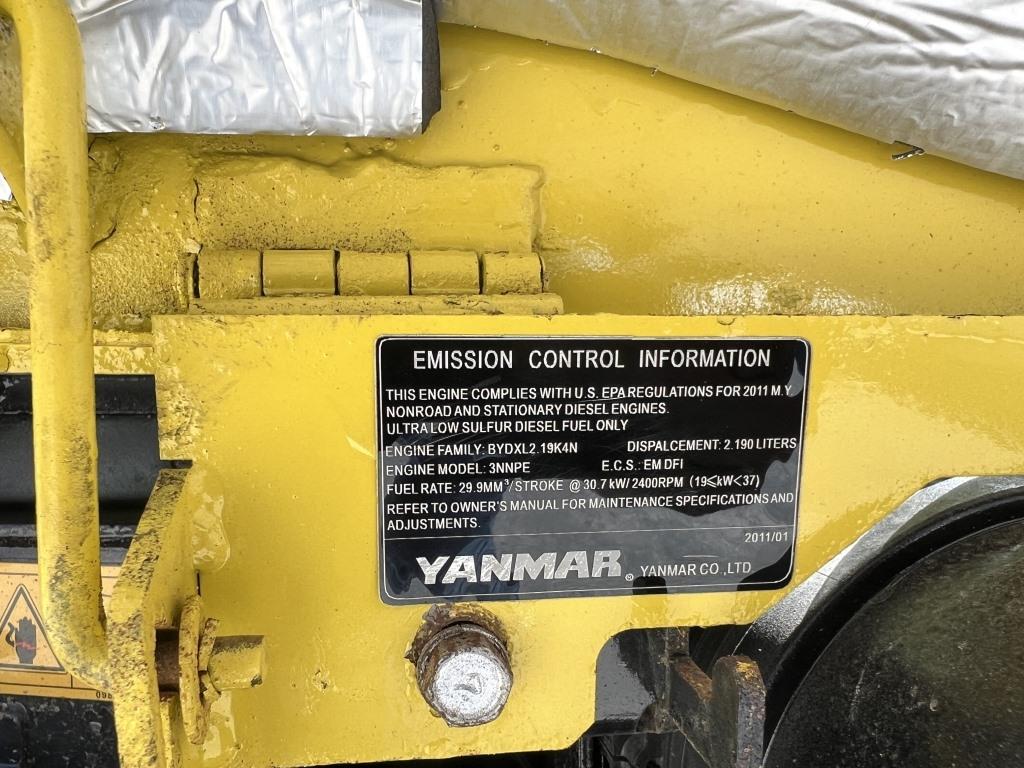 EMISSION CONTROL INFORMATION
THIS ENGINE COMPLIES WITH U.S. EPA REGULATIONS FOR 2011 M.Y.
NONROAD AND STATIONARY DIESEL ENGINES.
ULTRA LOW SULFUR DIESEL FUEL ONLY
ENGINE FAMILY: BYDXL2.19K4N DISPALCEMENT: 2.190 LITERS
ENGINE MODEL: 3NNPE E.C.S.: EM DFI
FUEL RATE: 29.9MM³/STROKE @ 30.7 kW/ 2400RPM (19≤kW<37)
REFER TO OWNER'S MANUAL FOR MAINTENANCE SPECIFICATIONS AND
ADJUSTMENTS.
2011/01
YANMAR® YANMAR CO.,LTD